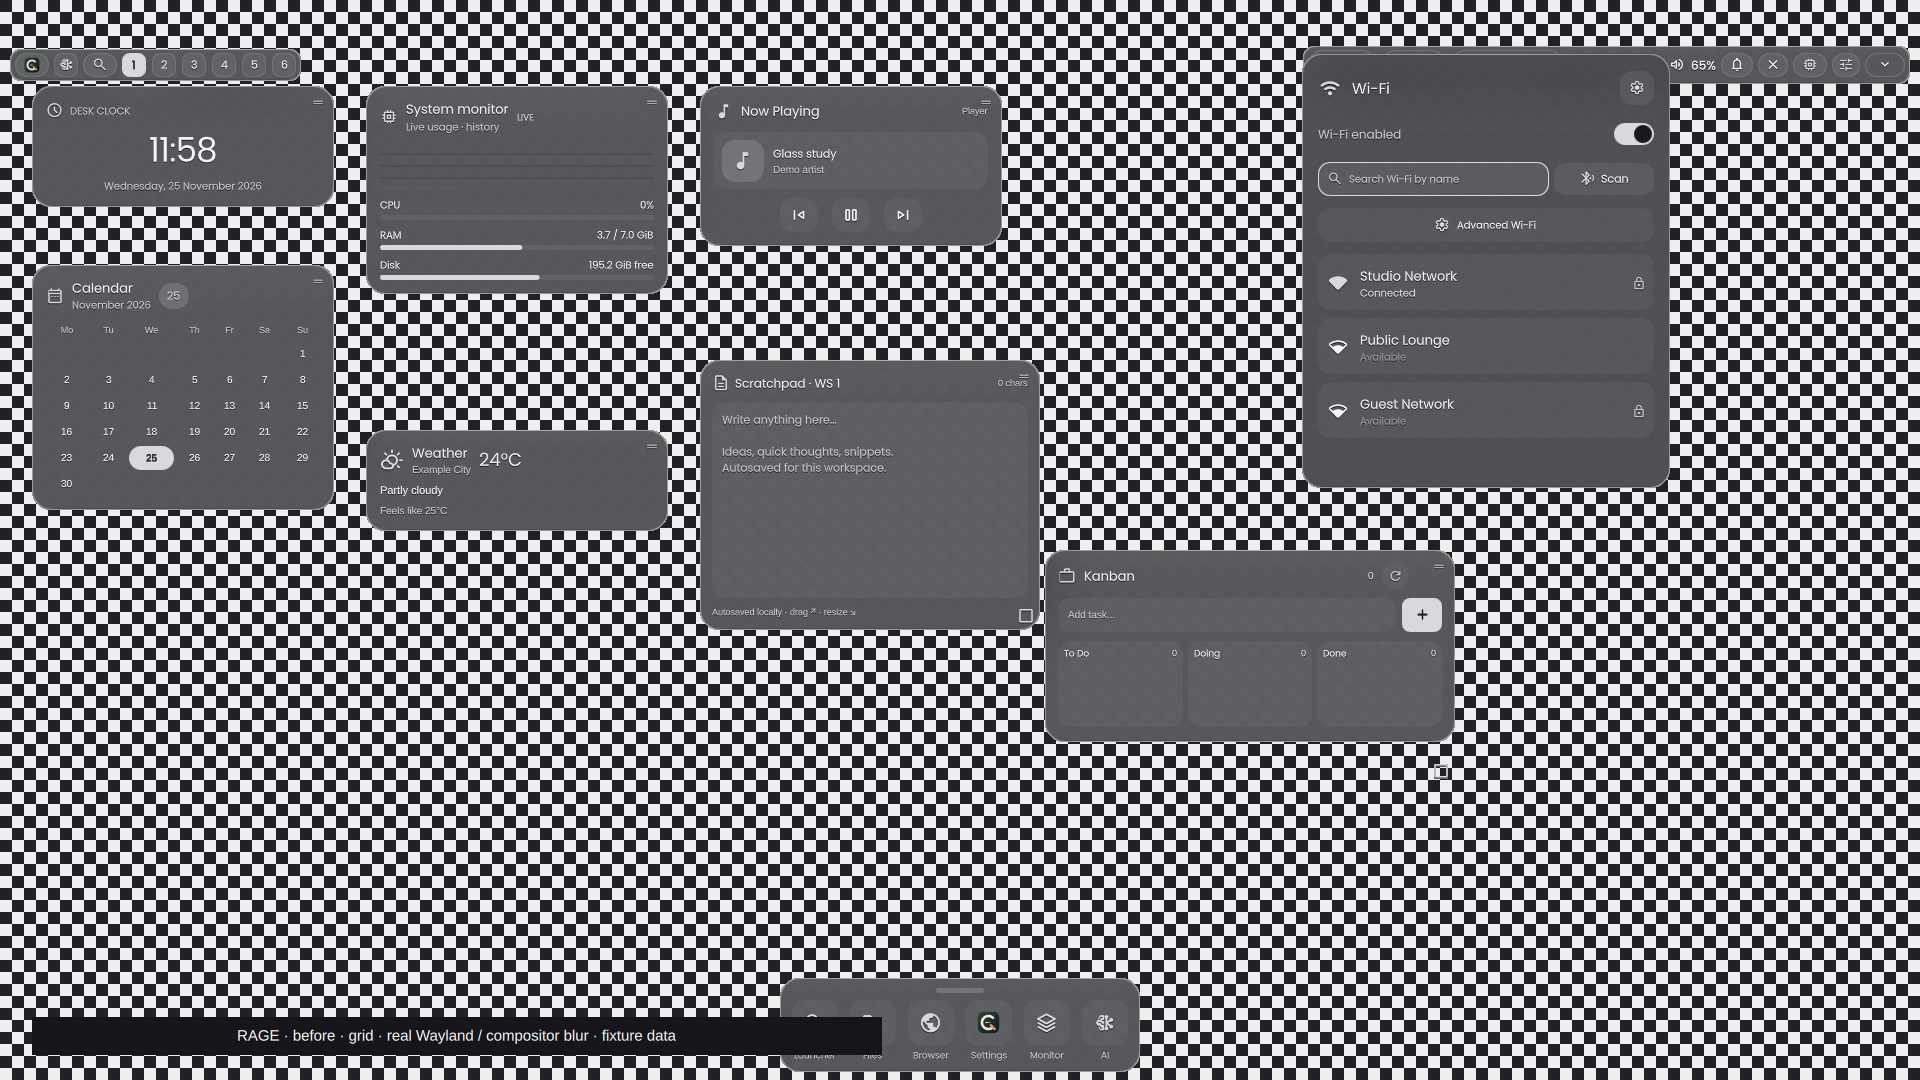 1 2 3 4 5 6
65%
DESK CLOCK
11:58
Wednesday, 25 November 2026
System monitor LIVE
Live usage · history
CPU 0%
RAM 3.7 / 7.0 GiB
Disk 195.2 GiB free
Now Playing Player
Glass study
Demo artist
Wi-Fi
Wi-Fi enabled
Search Wi-Fi by name Scan
Advanced Wi-Fi
Studio Network
Connected
Public Lounge
Available
Guest Network
Available
Calendar
November 2026 25
Mo Tu We Th Fr Sa Su
1
2 3 4 5 6 7 8
9 10 11 12 13 14 15
16 17 18 19 20 21 22
23 24 25 26 27 28 29
30
Weather 24°C
Example City
Partly cloudy
Feels like 25°C
Scratchpad · WS 1 0 chars
Write anything here...
Ideas, quick thoughts, snippets.
Autosaved for this workspace.
Autosaved locally · drag ↗ · resize ↘
Kanban 0
Add task... +
To Do 0 Doing 0 Done 0
RAGE · before · grid · real Wayland / compositor blur · fixture data
Launcher Files Browser Settings Monitor AI